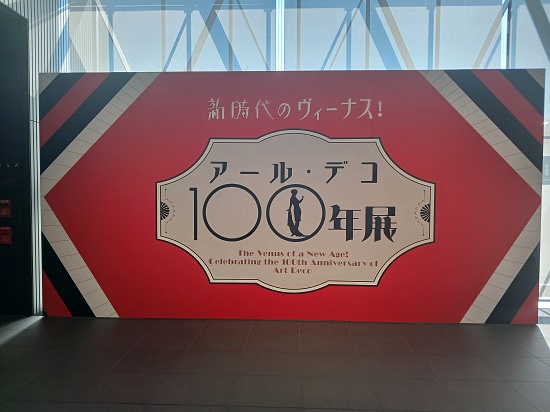 新時代のヴィーナス!
アール・デコ
100年展
The Venus of a New Age!
Celebrating the 100th Anniversary of
Art Deco